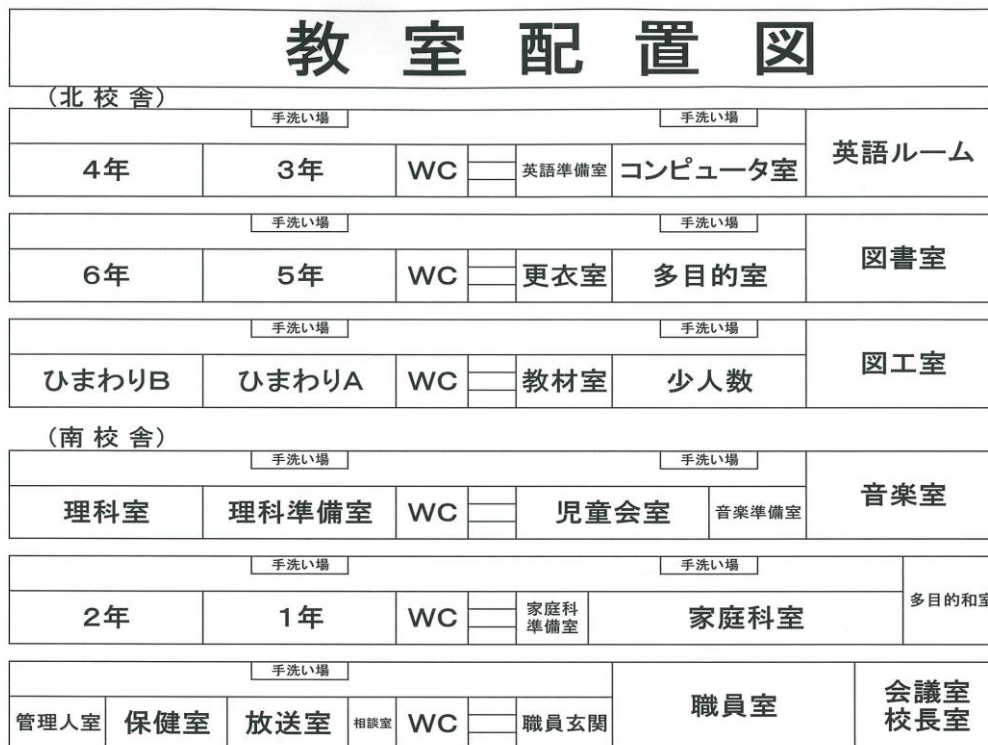 教室配置図
(北校舎)
手洗い場 手洗い場
4年 3年 WC 英語準備室 コンピュータ室 英語ルーム
手洗い場 手洗い場
6年 5年 WC 更衣室 多目的室 図書室
手洗い場 手洗い場
ひまわりB ひまわりA WC 教材室 少人数 図工室
(南校舎)
手洗い場 手洗い場
理科室 理科準備室 WC 児童会室 音楽準備室 音楽室
手洗い場 手洗い場
2年 1年 WC 家庭科 家庭科室 多目的和室
準備室
手洗い場
管理人室 保健室 放送室 相談室 WC 職員玄関 職員室 会議室
校長室